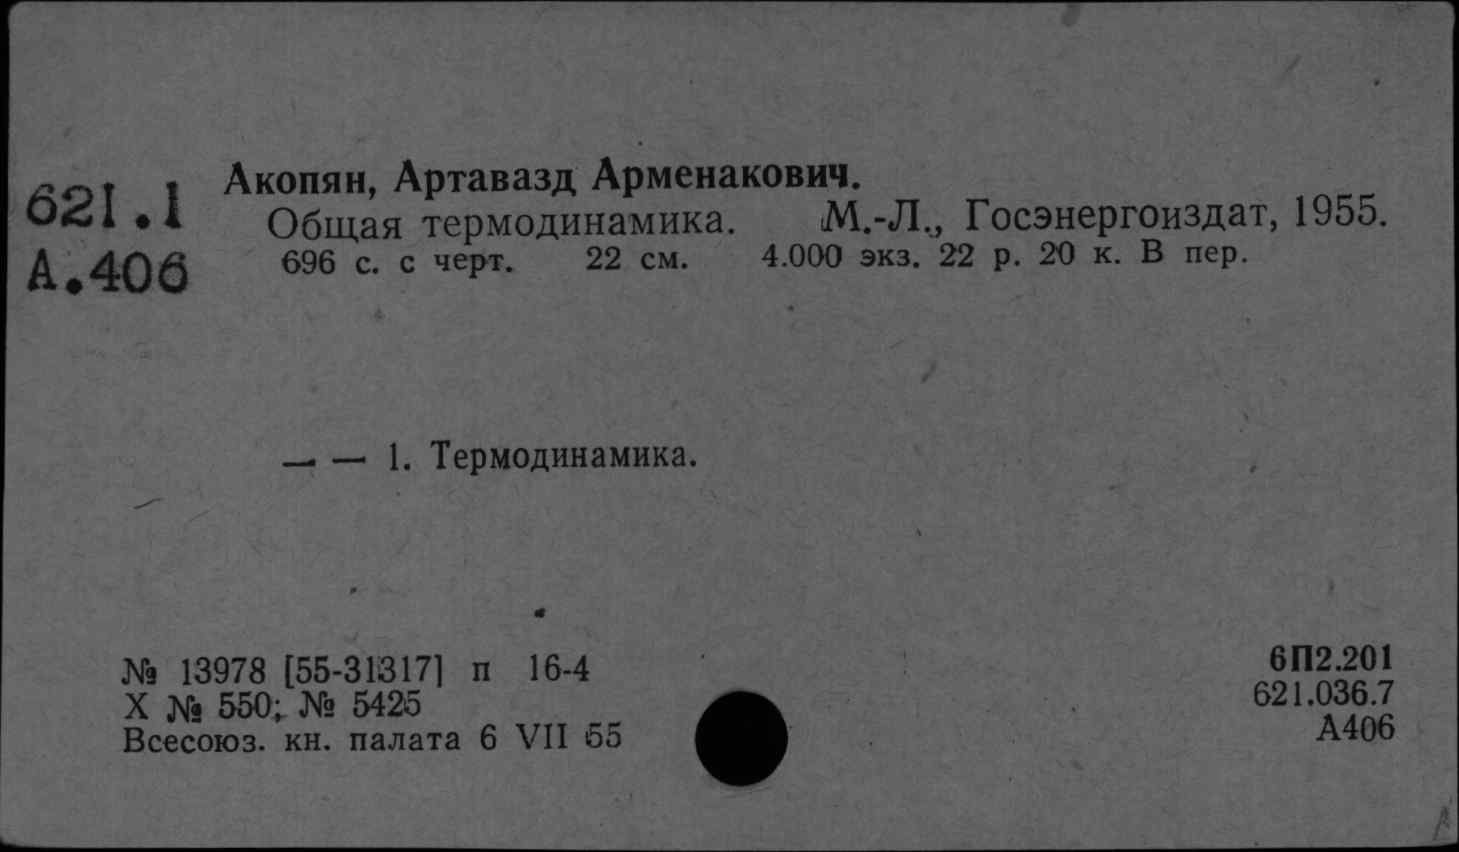 Акопян, Артавазд Арменакович.
621.1
Общая термодинамика. М.-Л., Госэнергоиздат, 1955.
А.406
696 с. с черт. 22 см. 4.000 экз. 22 р. 20 к. В пер.
— — 1. Термодинамика.
№ 13978 [55-31317] п 16-4
X № 550; № 5425
Всесоюз. кн. палата 6 VII 55
6П2.201
621.036.7
А406